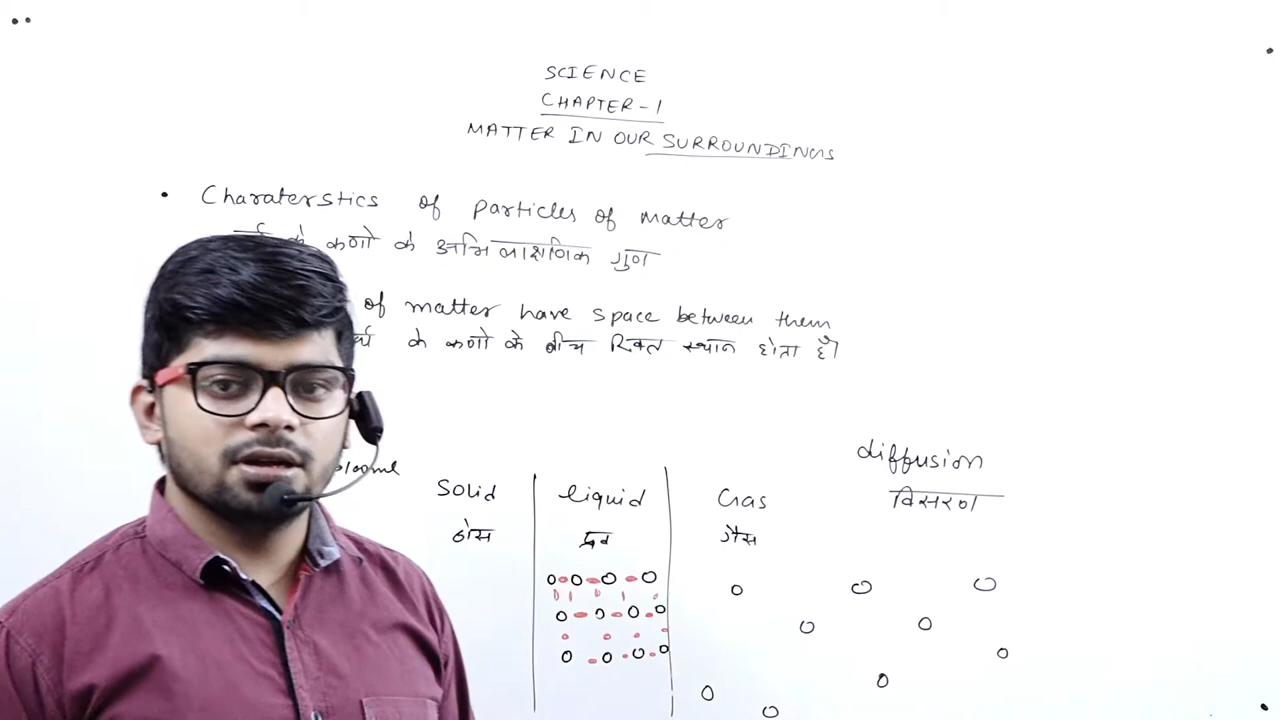 SCIENCE
CHAPTER-1
MATTER IN OUR SURROUNDINGS
• Charaterstics of particles of matter
के कणो के अभिलाक्षणिक गुण
of matter have space between them
के कणो के बीच रिक्त स्थान होता है
diffusion
विसरण
Solid
liquid
Gas
ठोस
द्रव
गैस